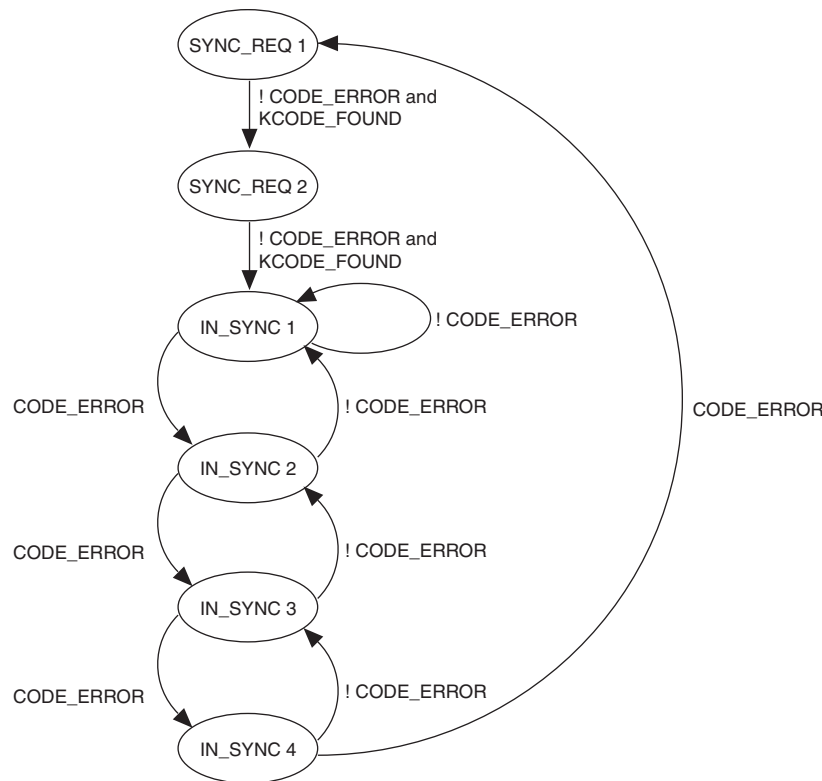 SYNC_REQ 1
! CODE_ERROR and
KCODE_FOUND
SYNC_REQ 2
! CODE_ERROR and
KCODE_FOUND
IN_SYNC 1
! CODE_ERROR
CODE_ERROR
! CODE_ERROR
CODE_ERROR
IN_SYNC 2
CODE_ERROR
! CODE_ERROR
IN_SYNC 3
CODE_ERROR
! CODE_ERROR
IN_SYNC 4